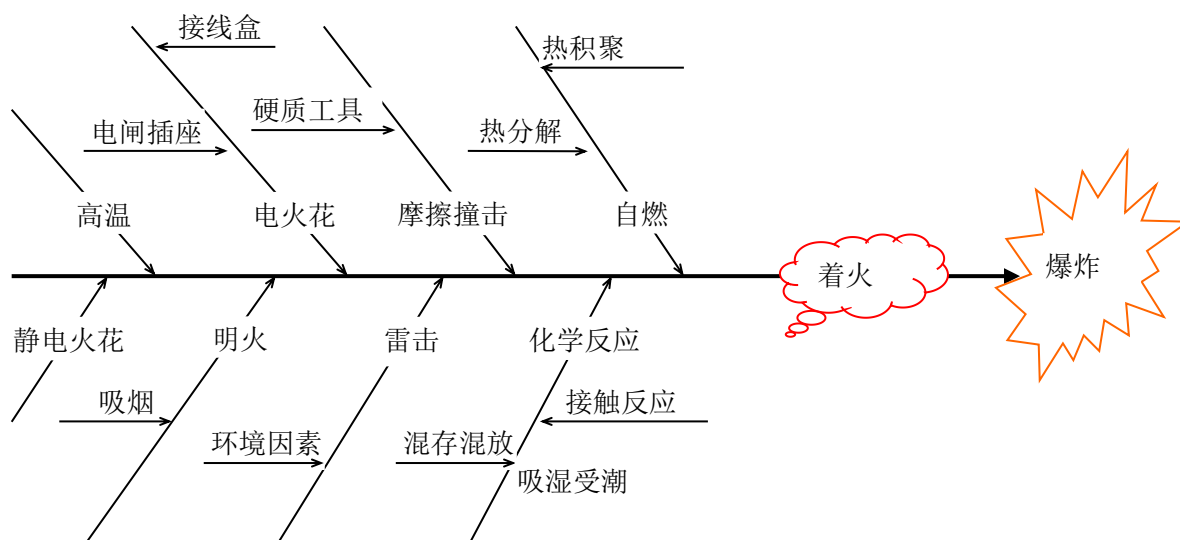 接线盒
热积聚
硬质工具
电闸插座
热分解
高温
电火花
摩擦撞击
自燃
着火
爆炸
静电火花
明火
雷击
化学反应
吸烟
接触反应
环境因素
混存混放
吸湿受潮